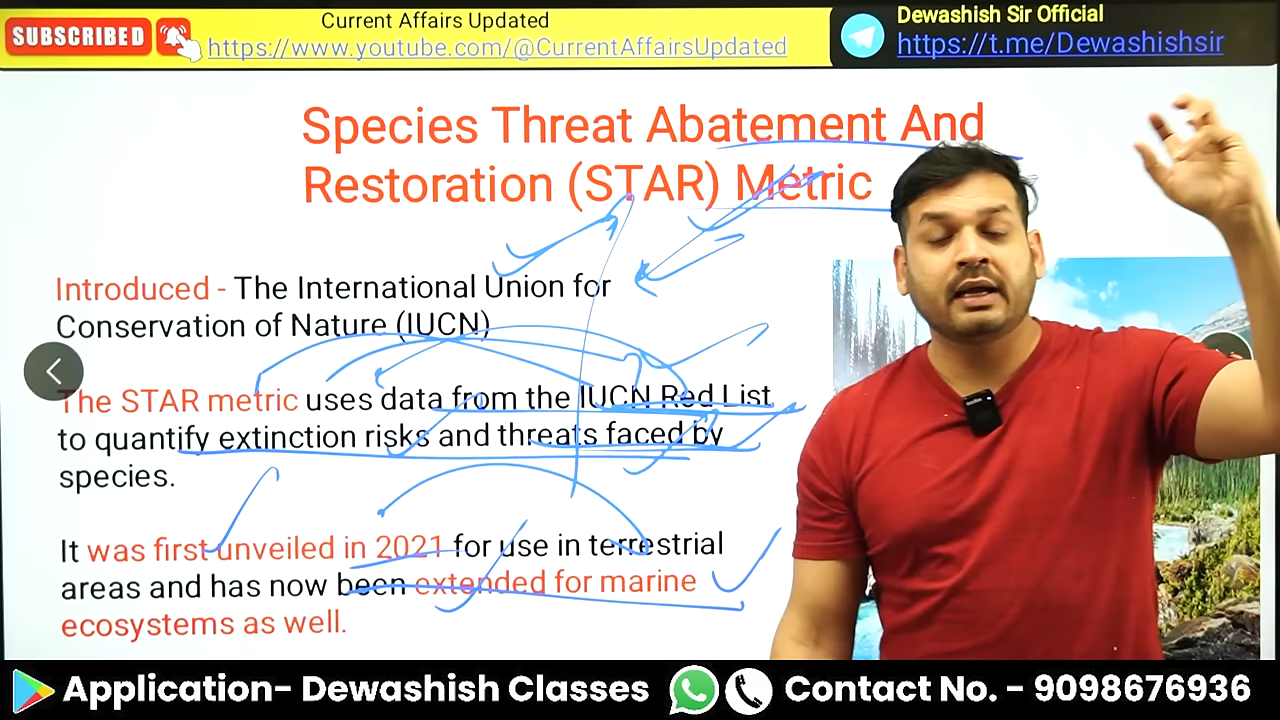 SUBSCRIBED
Current Affairs Updated
https://www.youtube.com/@CurrentAffairsUpdated
Dewashish Sir Official
https://t.me/Dewashishsir
Species Threat Abatement And
Restoration (STAR) Metric
Introduced - The International Union for
Conservation of Nature (IUCN)
The STAR metric uses data from the IUCN Red List
to quantify extinction risks and threats faced by
species.
It was first unveiled in 2021 for use in terrestrial
areas and has now been extended for marine
ecosystems as well.
Application- Dewashish Classes
Contact No. - 9098676936